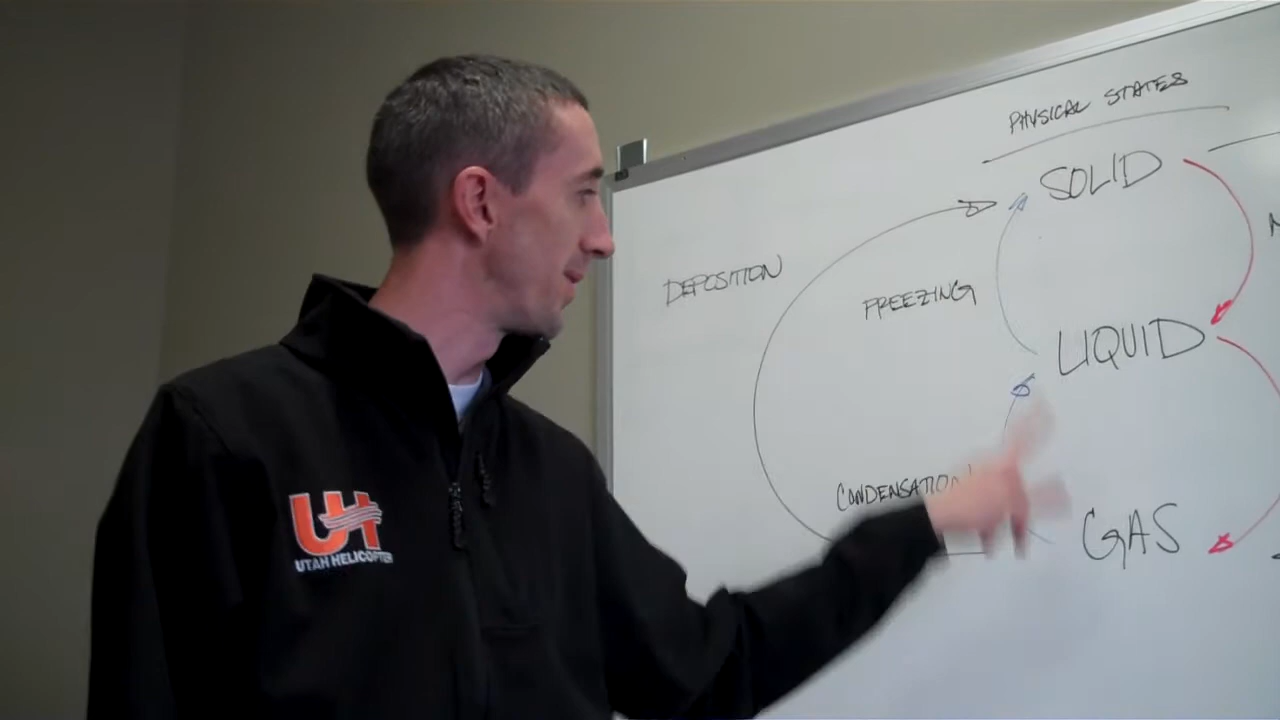 PHYSICAL STATES
SOLID
DEPOSITION
FREEZING
LIQUID
CONDENSATION
GAS
UH
UTAH HELICOPTER